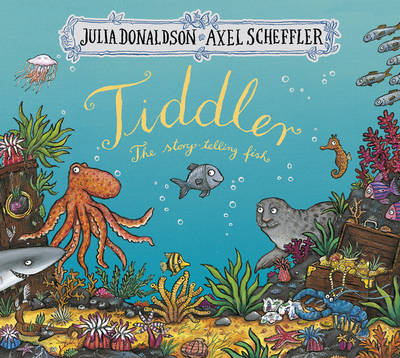 JULIA DONALDSON • AXEL SCHEFFLER
Tiddler
The story-telling fish